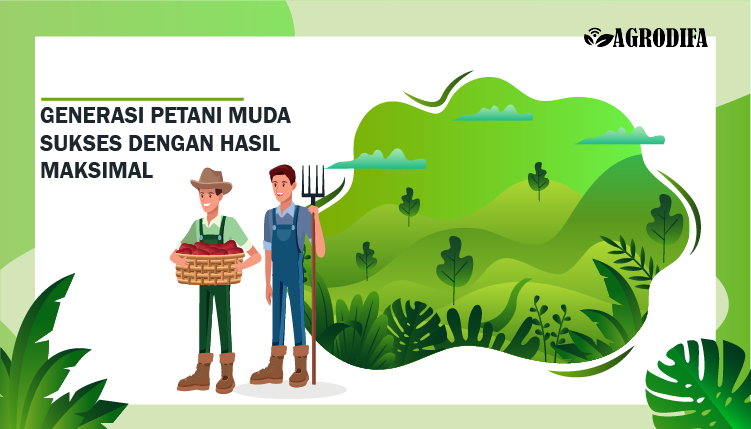 AGRODIFA
GENERASI PETANI MUDA
SUKSES DENGAN HASIL
MAKSIMAL